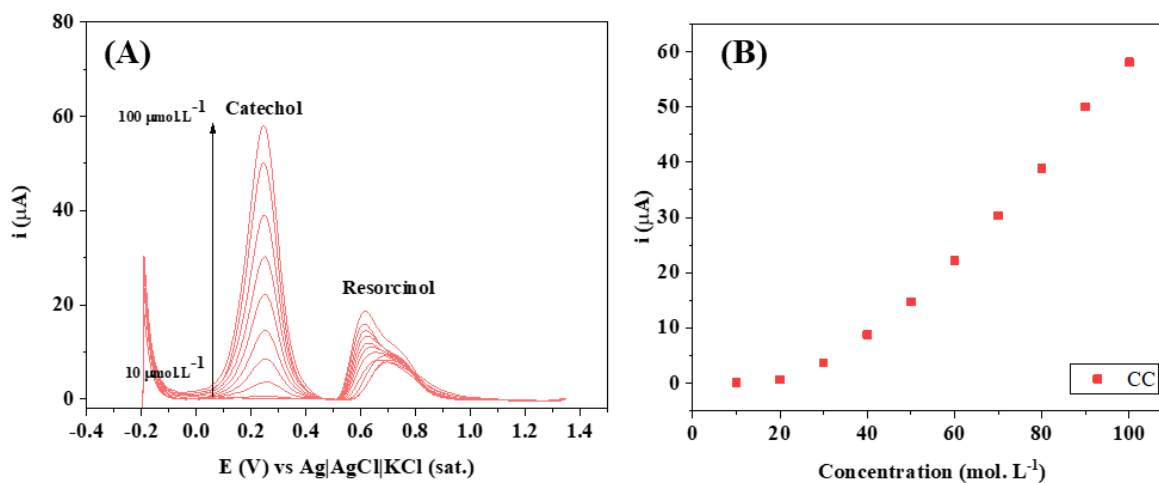 (A)
80
60
40
20
0
i (μA)
100 μmol.L⁻¹
Catechol
Resorcinol
10 μmol.L⁻¹
-0.4 -0.2 0.0 0.2 0.4 0.6 0.8 1.0 1.2 1.4
E (V) vs Ag|AgCl|KCl (sat.)
(B)
60
50
40
30
20
10
0
i (μA)
CC
0 20 40 60 80 100
Concentration (mol. L⁻¹)